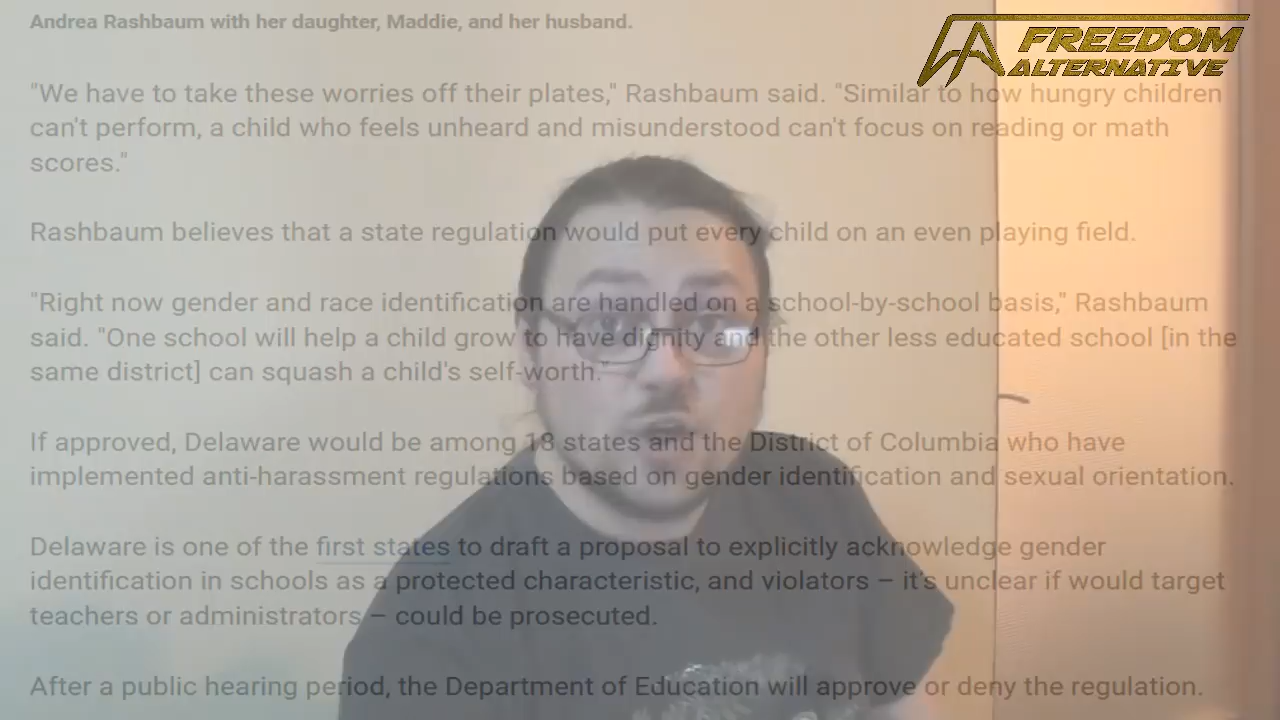 Andrea Rashbaum with her daughter, Maddie, and her husband.
FREEDOM
ALTERNATIVE
"We have to take these worries off their plates," Rashbaum said. "Similar to how hungry children
can't perform, a child who feels unheard and misunderstood can't focus on reading or math
scores."
Rashbaum believes that a state regulation would put every child on an even playing field.
"Right now gender and race identification are handled on a school-by-school basis," Rashbaum
said. "One school will help a child grow to have dignity and the other less educated school [in the
same district] can squash a child's self-worth."
If approved, Delaware would be among 18 states and the District of Columbia who have
implemented anti-harassment regulations based on gender identification and sexual orientation.
Delaware is one of the first states to draft a proposal to explicitly acknowledge gender
identification in schools as a protected characteristic, and violators – it's unclear if would target
teachers or administrators – could be prosecuted.
After a public hearing period, the Department of Education will approve or deny the regulation.